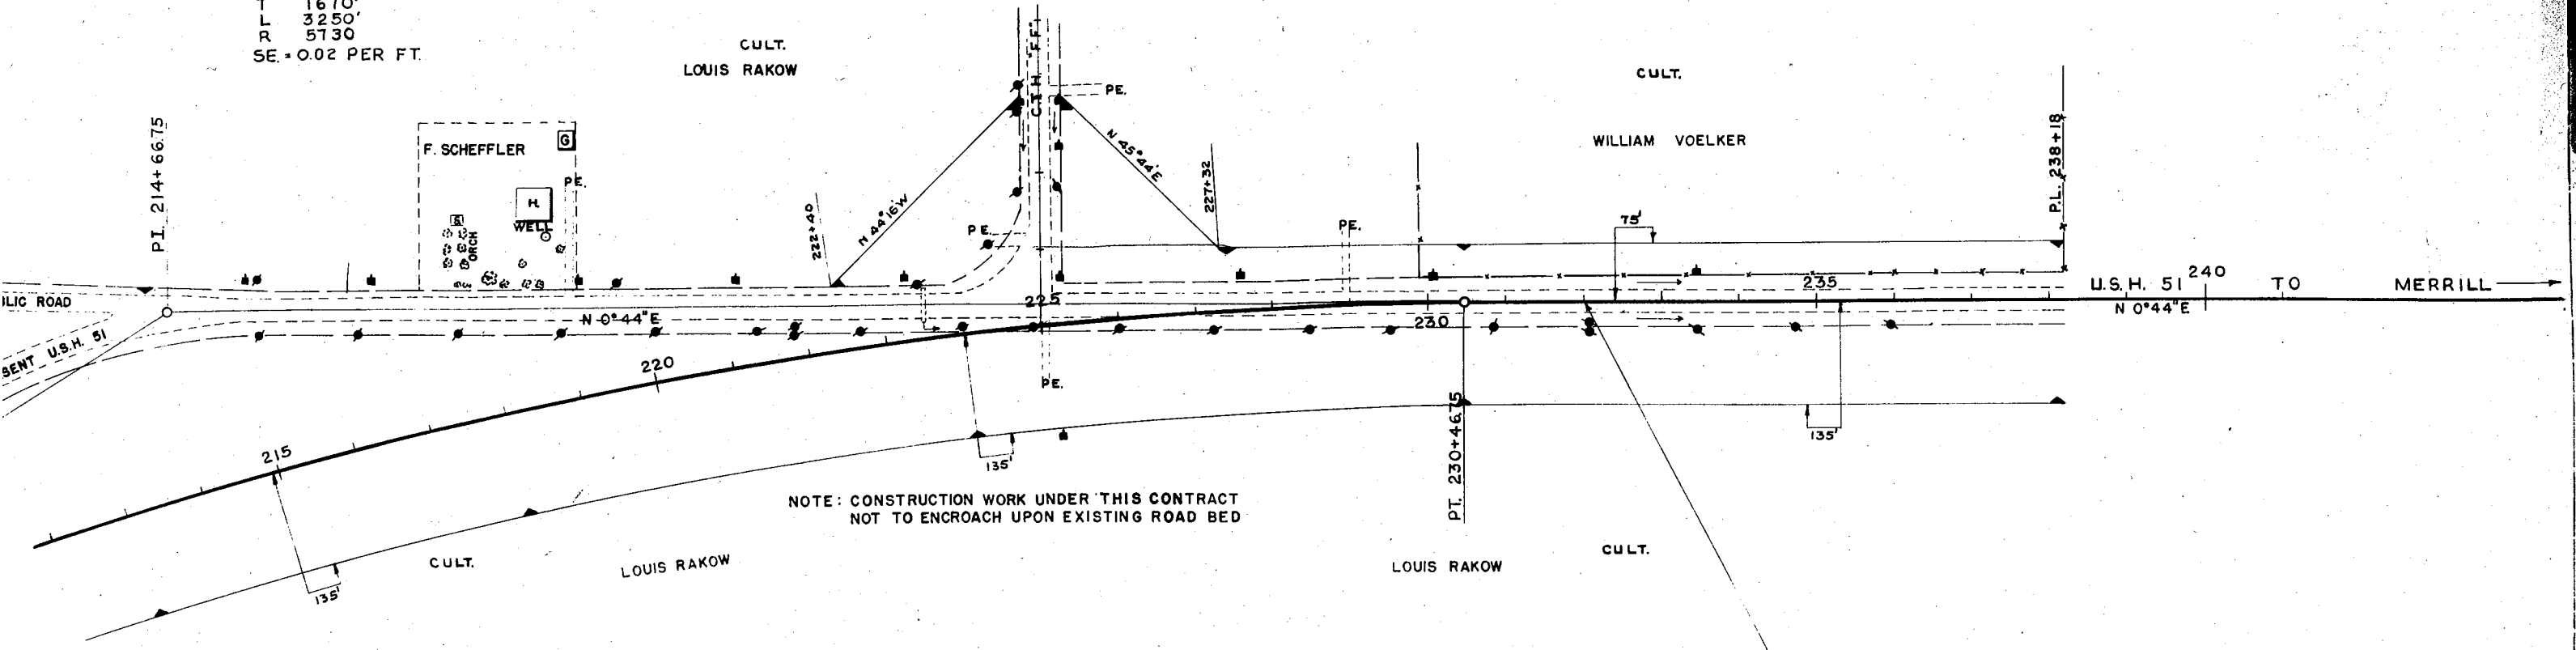 T 1670'
L 3250'
R 5730
SE. = 0.02 PER FT.
CULT.
LOUIS RAKOW
C.T.H. "FF"
PE.
CULT.
WILLIAM VOELKER
P.I. 214+66.75
F. SCHEFFLER
G
PE.
H.
WELL
S
ORCH
222+40
N 44° 16' W
PE.
N 45° 44' E
227+32
PE.
75'
P.L. 238+18
LIC ROAD
SENT U.S.H. 51
N 0° 44" E
225
230
235
U.S.H. 51
240
TO
MERRILL
N 0° 44" E
220
215
PE.
135'
135'
135'
PT. 230+46.75
NOTE: CONSTRUCTION WORK UNDER THIS CONTRACT
NOT TO ENCROACH UPON EXISTING ROAD BED
CULT.
LOUIS RAKOW
LOUIS RAKOW
CULT.